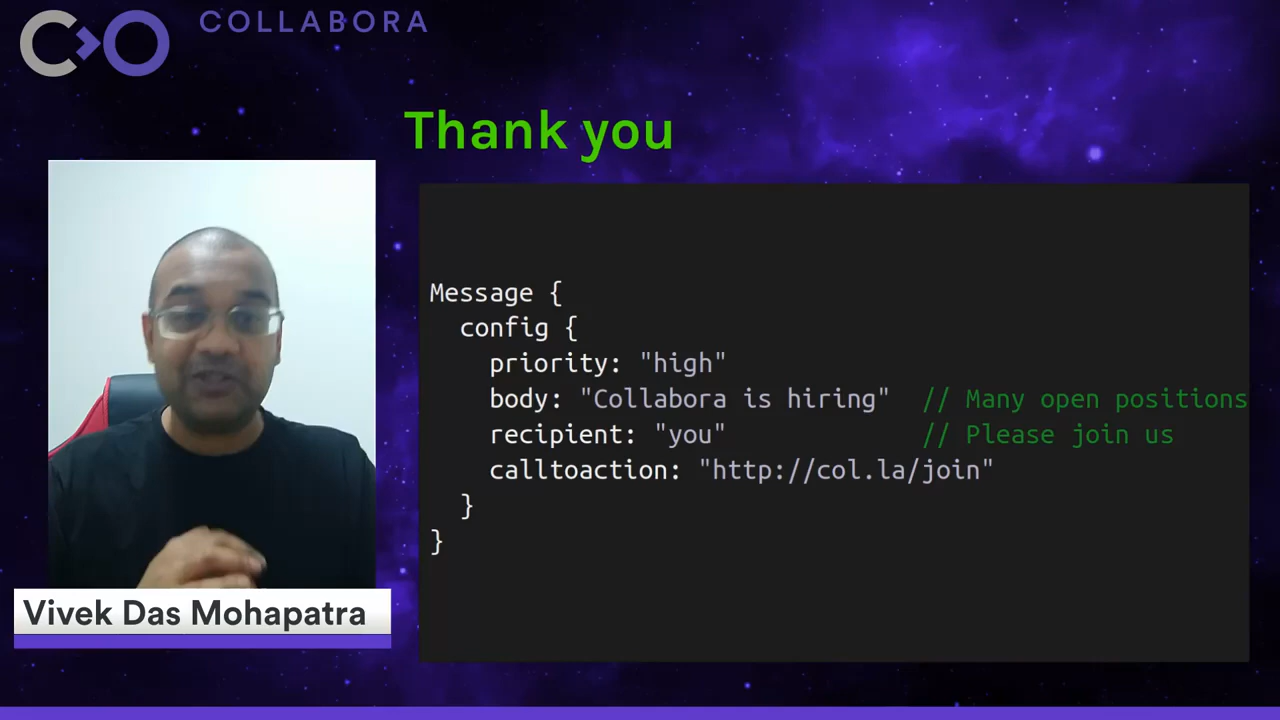 COLLABORA
Thank you
Message {
config {
priority: "high"
body: "Collabora is hiring" // Many open positions
recipient: "you" // Please join us
calltoaction: "http://col.la/join"
}
}
Vivek Das Mohapatra